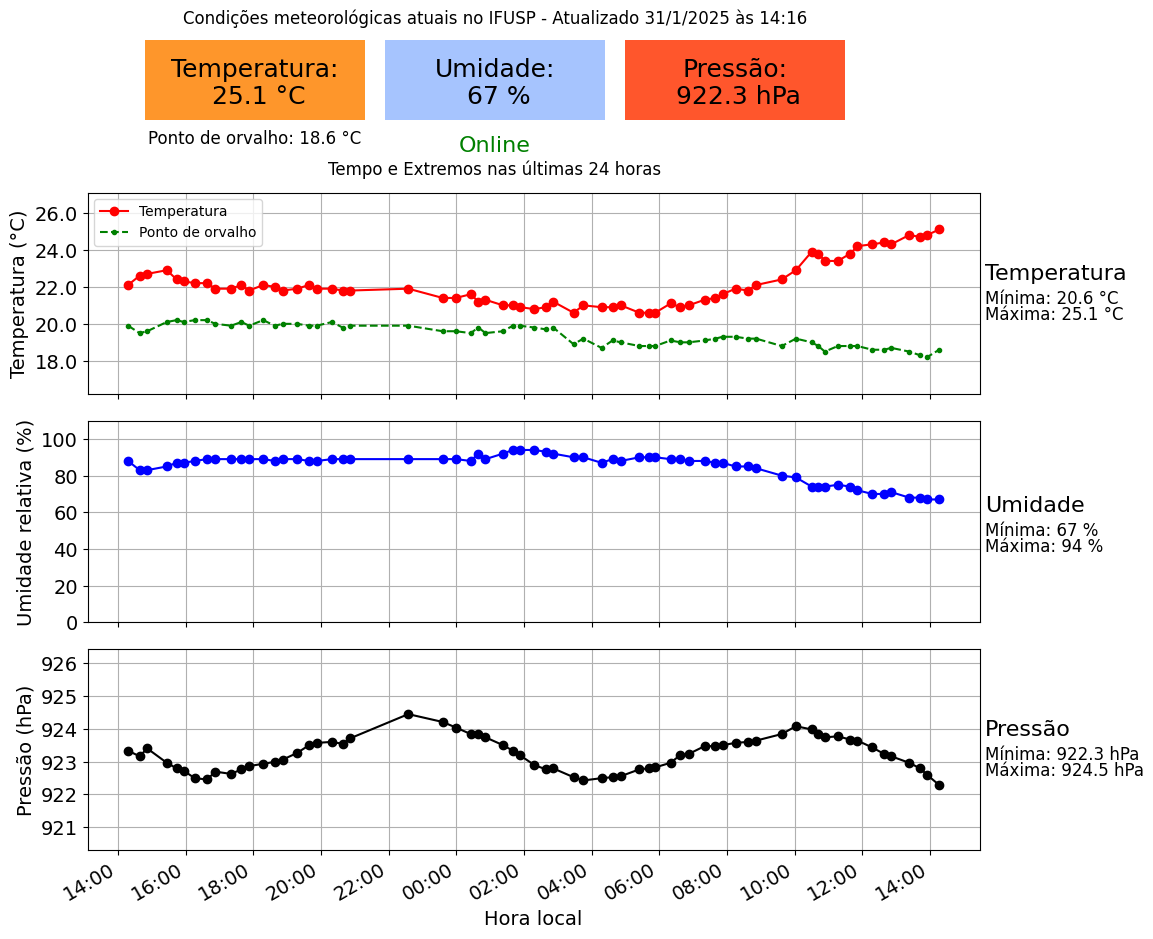 Condições meteorológicas atuais no IFUSP - Atualizado 31/1/2025 às 14:16
Temperatura:
25.1 °C
Umidade:
67 %
Pressão:
922.3 hPa
Ponto de orvalho: 18.6 °C
Online
Tempo e Extremos nas últimas 24 horas
Temperatura (°C)
26.0
24.0
22.0
20.0
18.0
Temperatura
Ponto de orvalho
Temperatura
Mínima: 20.6 °C
Máxima: 25.1 °C
Umidade relativa (%)
100
80
60
40
20
0
Umidade
Mínima: 67 %
Máxima: 94 %
Pressão (hPa)
926
925
924
923
922
921
Pressão
Mínima: 922.3 hPa
Máxima: 924.5 hPa
14:00
16:00
18:00
20:00
22:00
00:00
02:00
04:00
06:00
08:00
10:00
12:00
14:00
Hora local